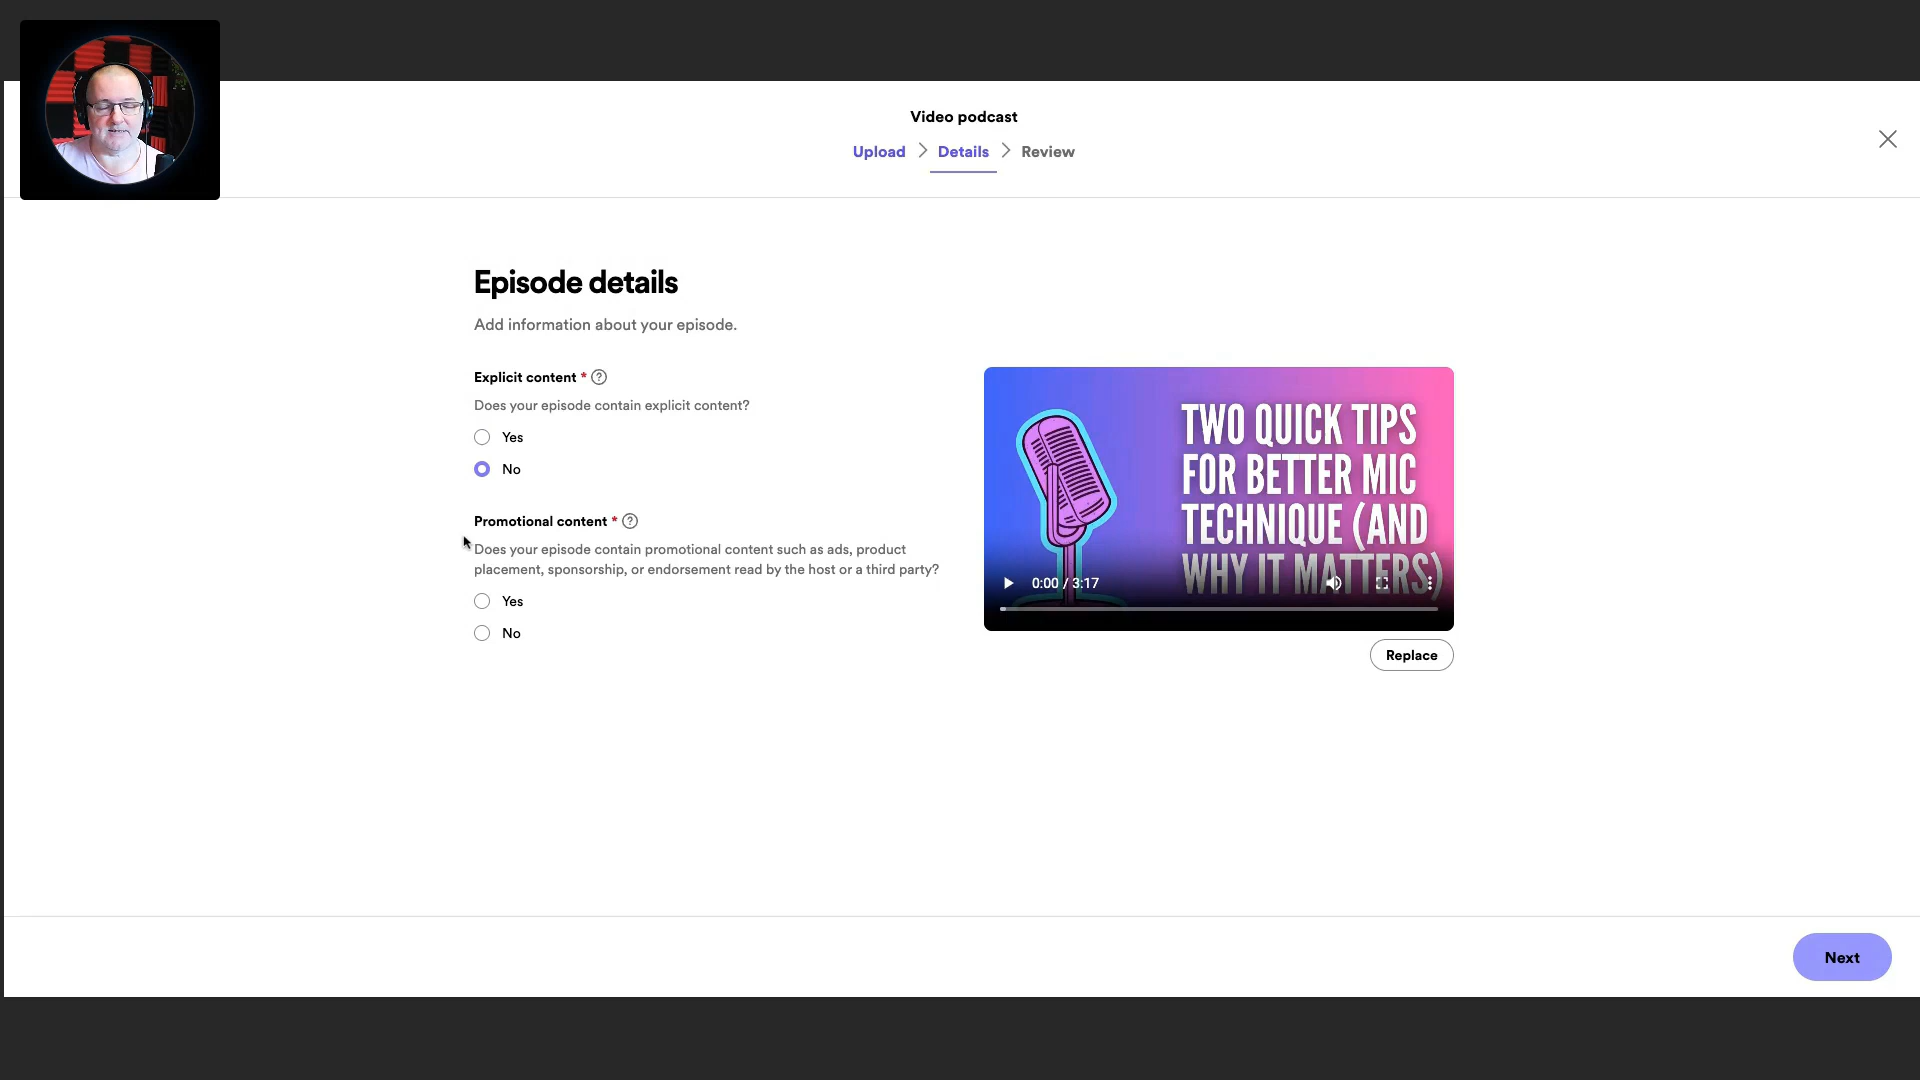 Video podcast
Upload > Details > Review
Episode details
Add information about your episode.
Explicit content * ?
Does your episode contain explicit content?
Yes
No
Promotional content * ?
Does your episode contain promotional content such as ads, product
placement, sponsorship, or endorsement read by the host or a third party?
Yes
No
TWO QUICK TIPS
FOR BETTER MIC
TECHNIQUE (AND
WHY IT MATTERS)
0:00 / 3:17
Replace
Next